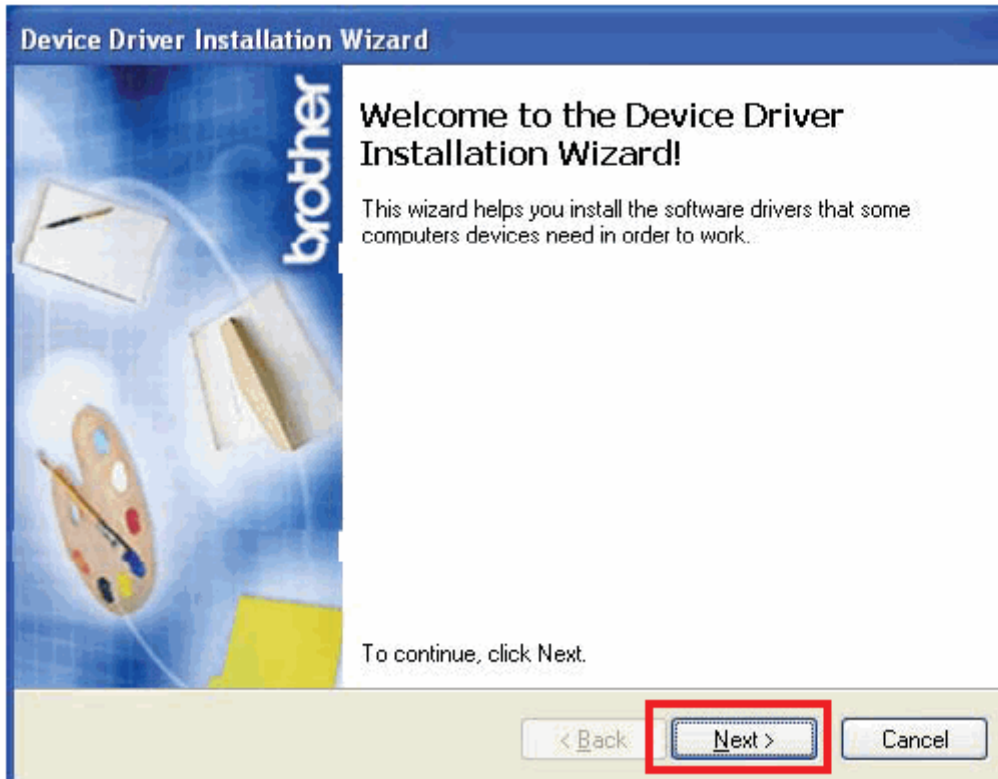 Device Driver Installation Wizard
brother
Welcome to the Device Driver
Installation Wizard!
This wizard helps you install the software drivers that some
computers devices need in order to work.
To continue, click Next.
< Back
Next >
Cancel